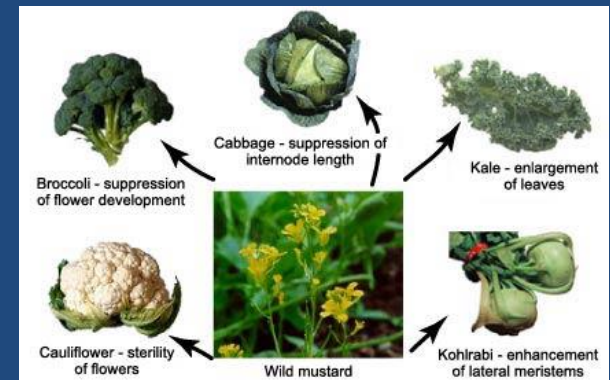 Cabbage - suppression of
internode length
Broccoli - suppression
of flower development
Kale - enlargement
of leaves
Cauliflower - sterility
of flowers
Wild mustard
Kohlrabi - enhancement
of lateral meristems